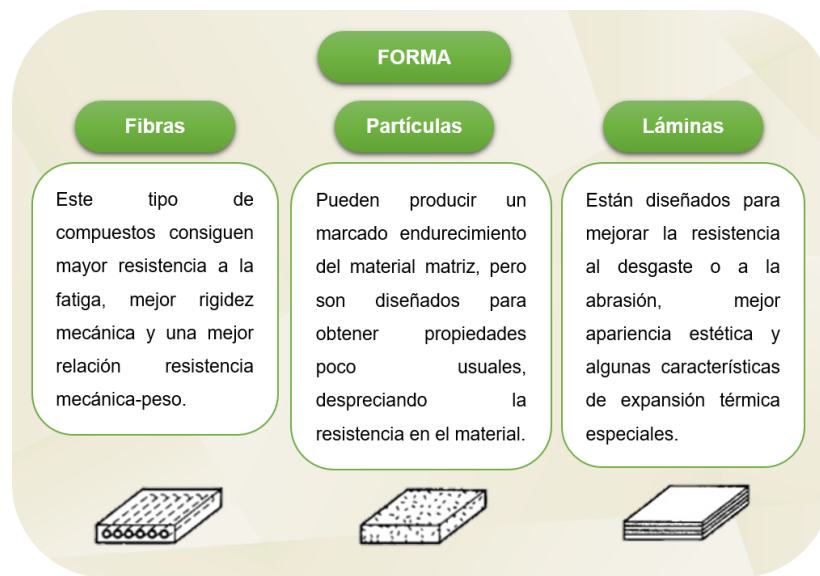 FORMA
Fibras
Este tipo de
compuestos consiguen
mayor resistencia a la
fatiga, mejor rigidez
mecánica y una mejor
relación resistencia
mecánica-peso.
Partículas
Pueden producir un
marcado endurecimiento
del material matriz, pero
son diseñados para
obtener propiedades
poco usuales,
despreciando la
resistencia en el material.
Láminas
Están diseñados para
mejorar la resistencia
al desgaste o a la
abrasión, mejor
apariencia estética y
algunas características
de expansión térmica
especiales.